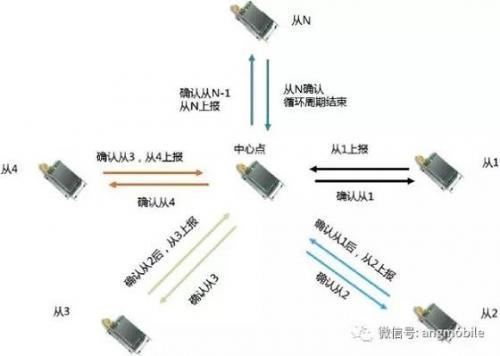 从N
确认从N-1
从N上报
从N确认
循环周期结束
从4
确认从3，从4上报
中心点
从1上报
从1
确认从4
确认从1
确认从2后，从3上报
确认从3
确认从1后，从2上报
确认从2
从3
从2
微信号: angmobile